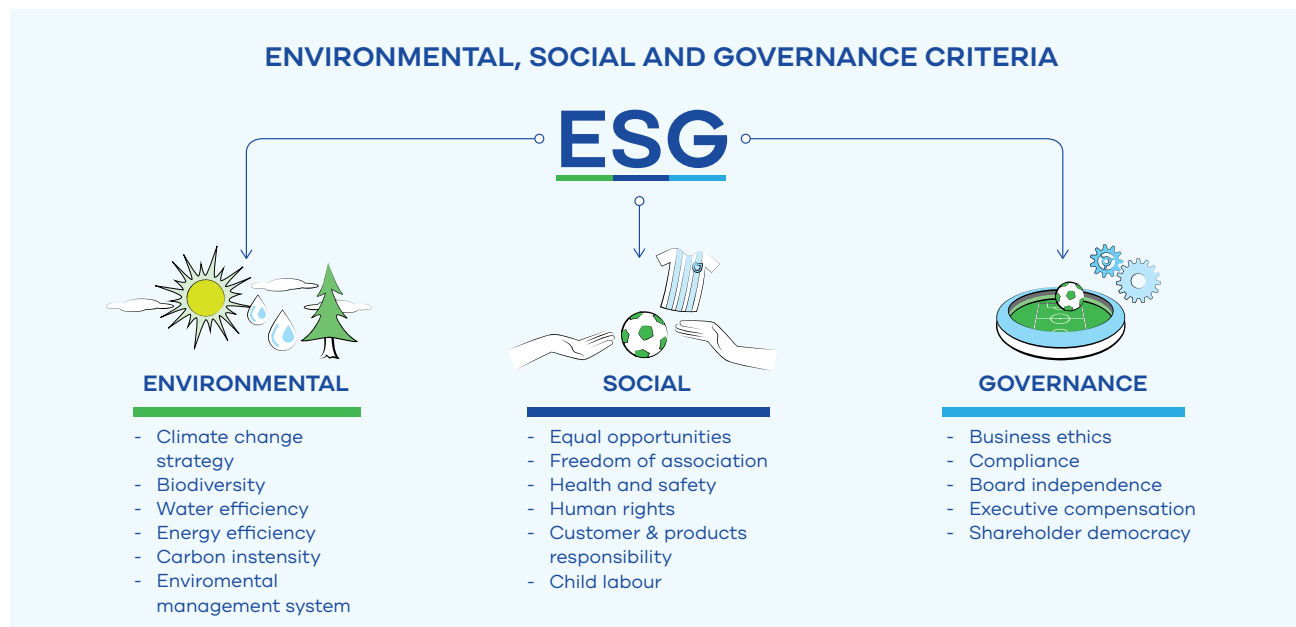 ENVIRONMENTAL, SOCIAL AND GOVERNANCE CRITERIA
ESG
ENVIRONMENTAL
- Climate change
strategy
- Biodiversity
- Water efficiency
- Energy efficiency
- Carbon instensity
- Enviromental
management system
SOCIAL
- Equal opportunities
- Freedom of association
- Health and safety
- Human rights
- Customer & products
responsibility
- Child labour
GOVERNANCE
- Business ethics
- Compliance
- Board independence
- Executive compensation
- Shareholder democracy